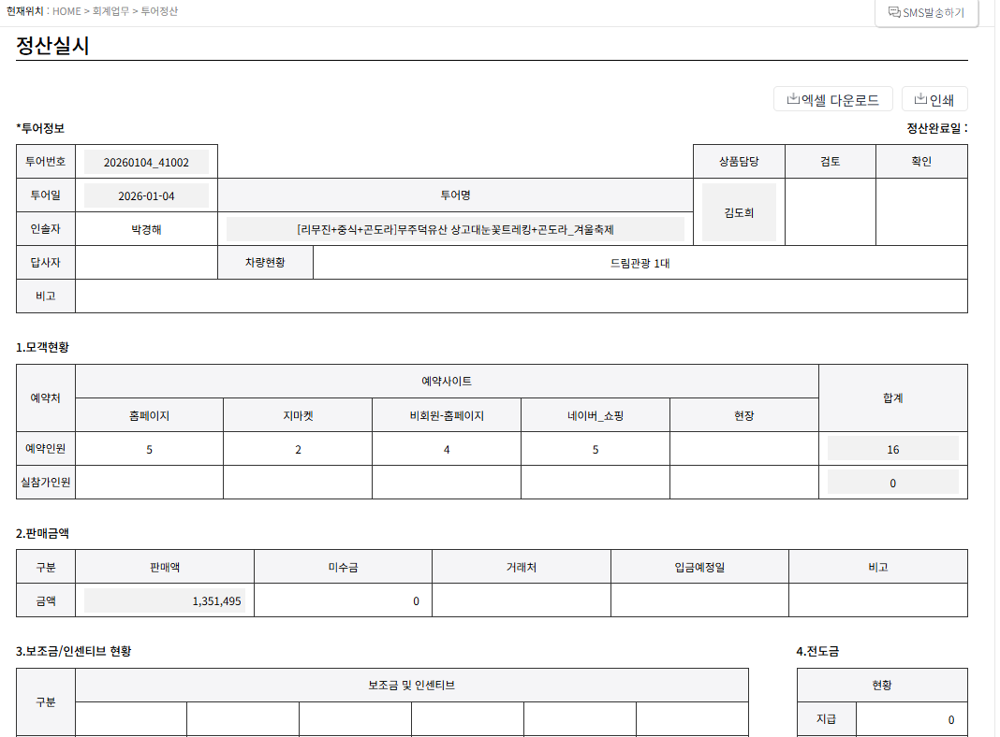 현재위치 : HOME > 회계업무 > 투어정산
SMS발송하기
정산실시
엑셀 다운로드 인쇄
*투어정보 정산완료일 :
투어번호 20260104_41002 상품담당 검토 확인
투어일 2026-01-04 투어명 김도희
인솔자 박경해 [리무진+중식+곤도라]무주덕유산 상고대눈꽃트레킹+곤도라_겨울축제
답사자 차량현황 드림관광 1대
비고
1.모객현황
예약처 예약사이트 합계
홈페이지 지마켓 비회원-홈페이지 네이버_쇼핑 현장
예약인원 5 2 4 5 16
실참가인원 0
2.판매금액
구분 판매액 미수금 거래처 입금예정일 비고
금액 1,351,495 0
3.보조금/인센티브 현황 4.전도금
구분 보조금 및 인센티브 현황
지급 0